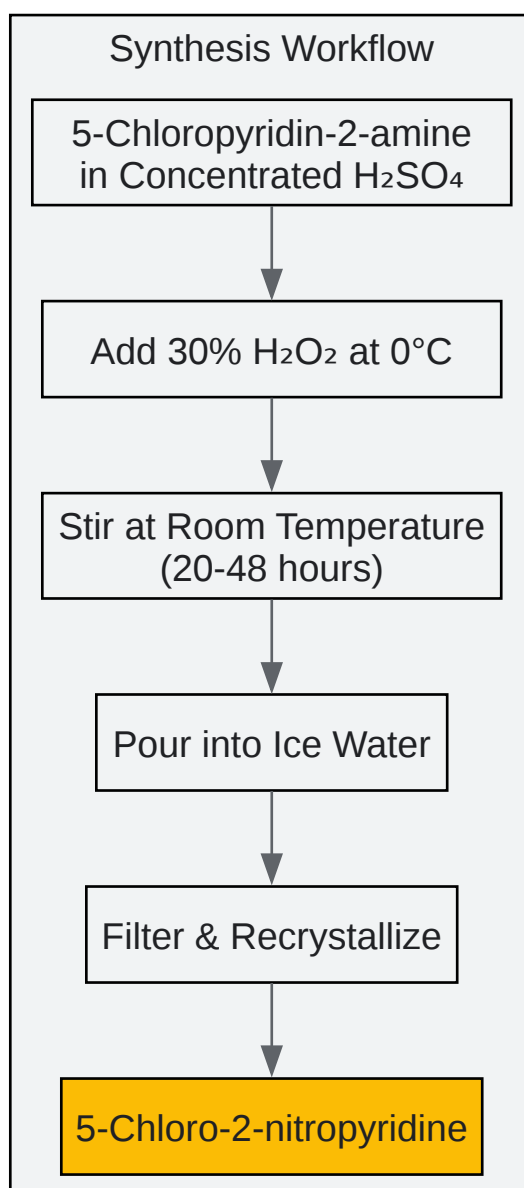 Synthesis Workflow
5-Chloropyridin-2-amine
in Concentrated H₂SO₄
Add 30% H₂O₂ at 0°C
Stir at Room Temperature
(20-48 hours)
Pour into Ice Water
Filter & Recrystallize
5-Chloro-2-nitropyridine